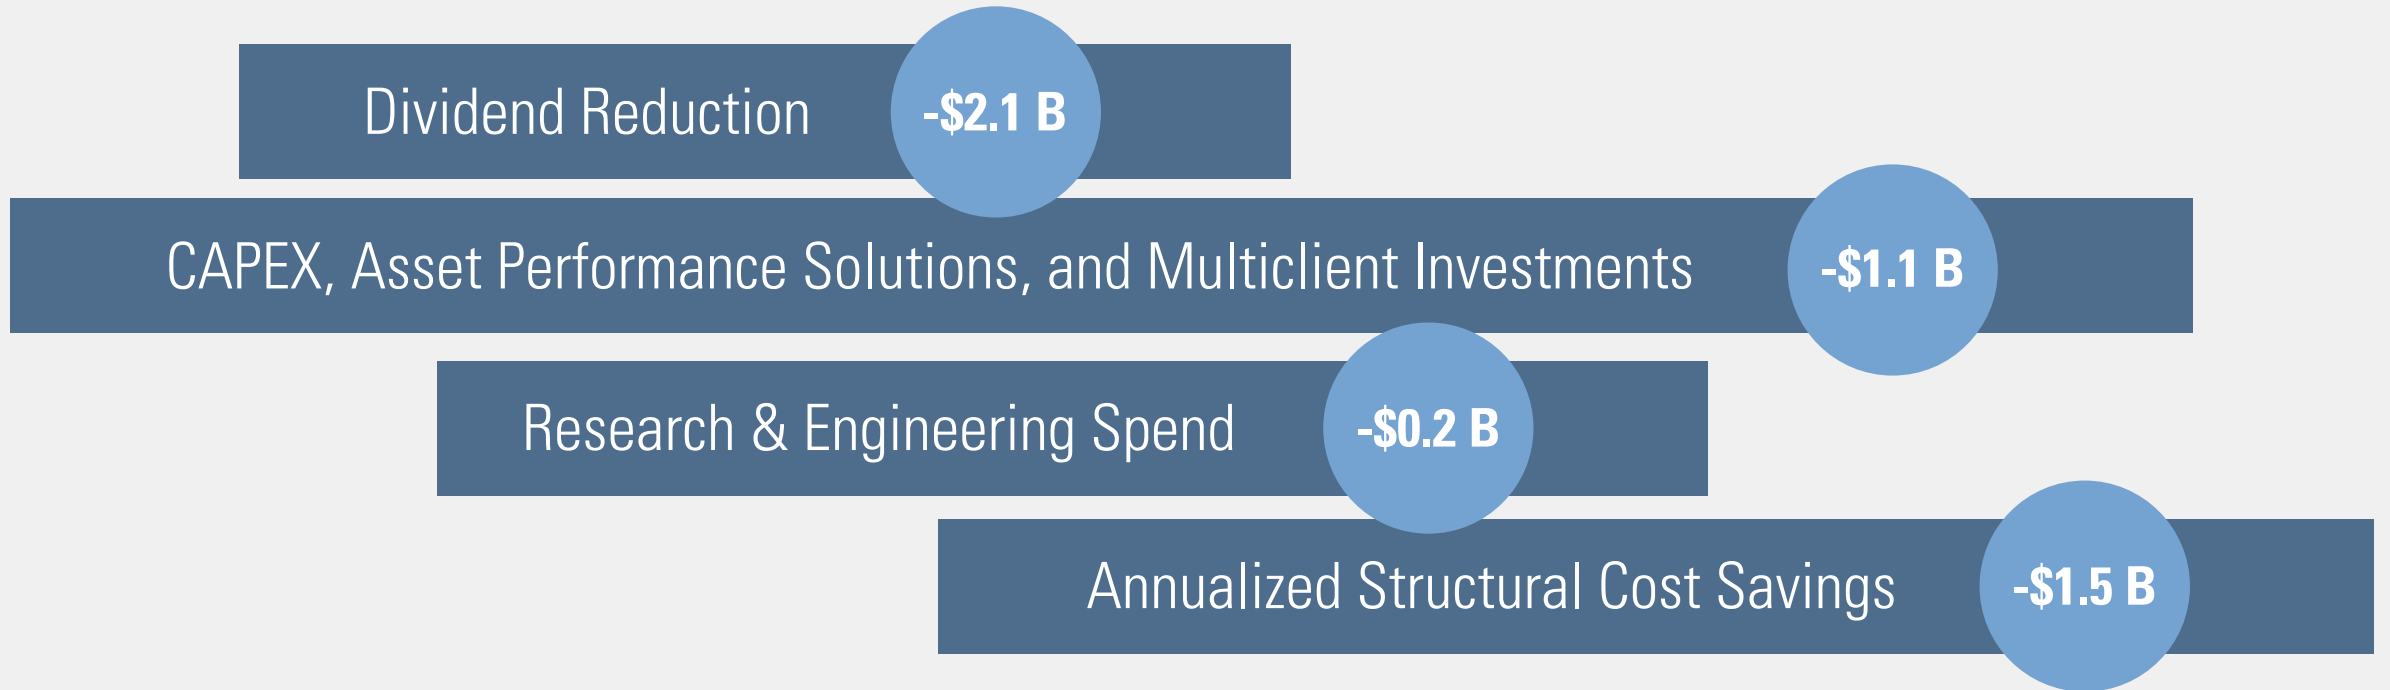 Dividend Reduction -$2.1 B
CAPEX, Asset Performance Solutions, and Multiclient Investments -$1.1 B
Research & Engineering Spend -$0.2 B
Annualized Structural Cost Savings -$1.5 B